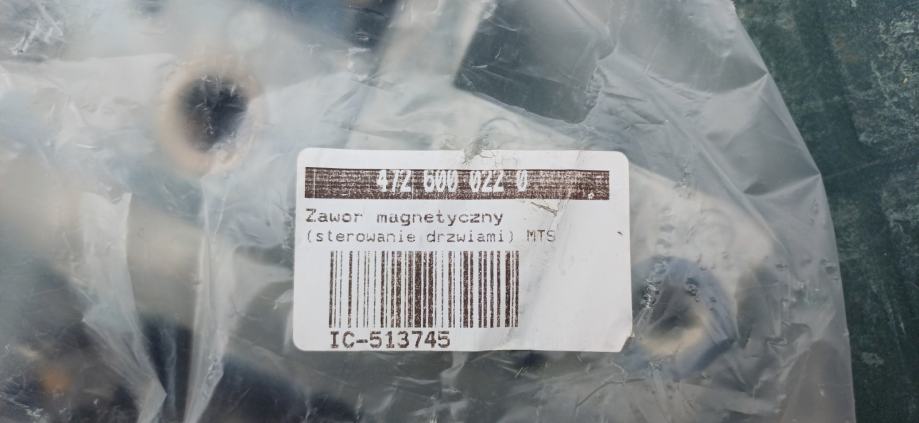 472 600 022 0
Zawor magnetyczny
(sterowanie drzwiami) MTS
IC-513745